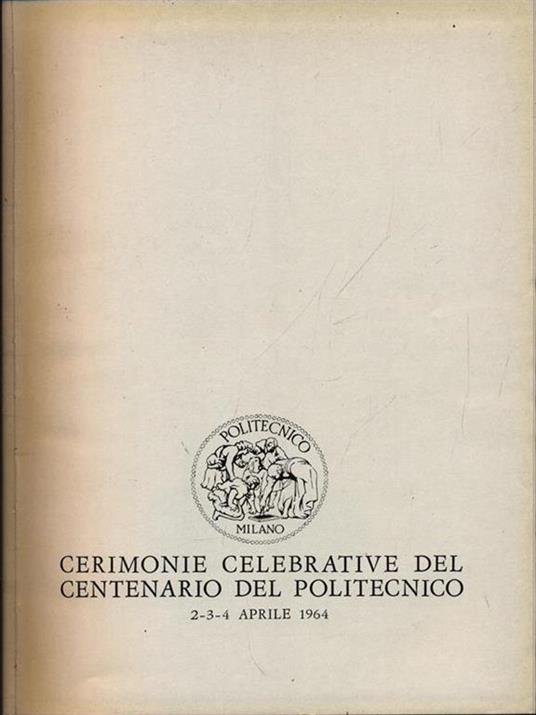 POLITECNICO
MILANO
CERIMONIE CELEBRATIVE DEL
CENTENARIO DEL POLITECNICO
2-3-4 APRILE 1964